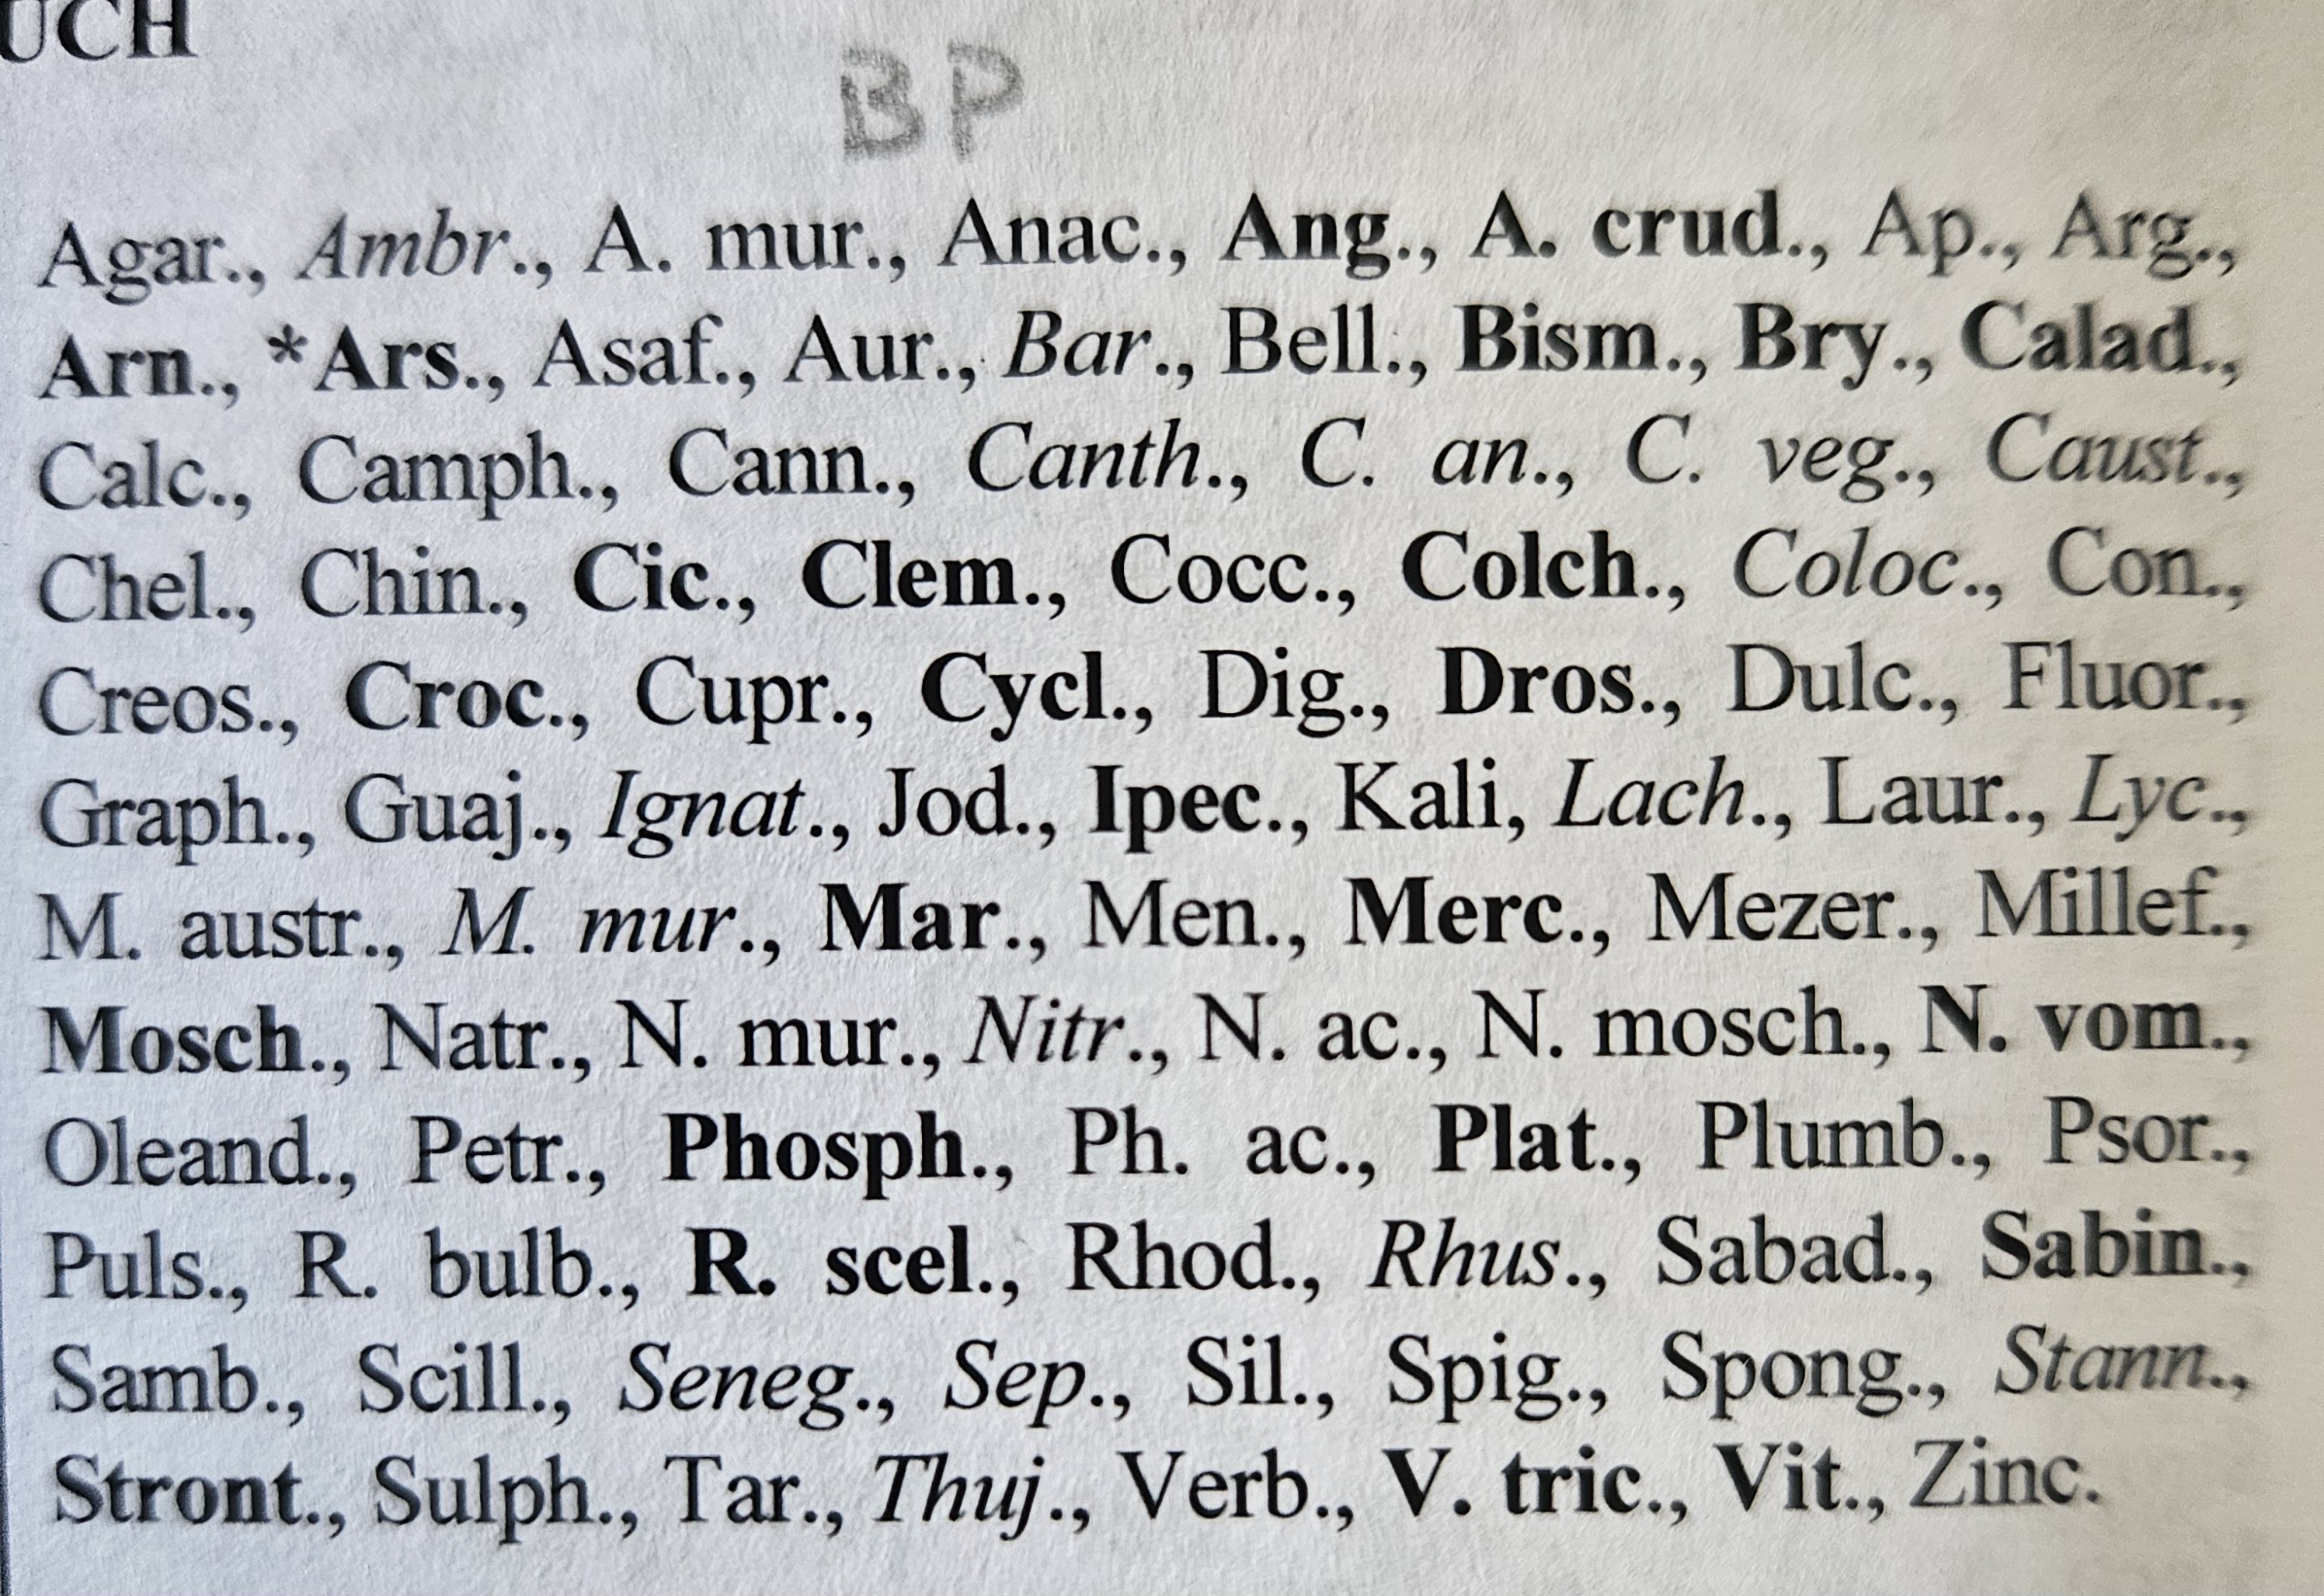 UCH
BP
Agar., Ambr., A. mur., Anac., Ang., A. crud., Ap., Arg.,
Arn., *Ars., Asaf., Aur., Bar., Bell., Bism., Bry., Calad.,
Calc., Camph., Cann., Canth., C. an., C. veg., Caust.,
Chel., Chin., Cic., Clem., Cocc., Colch., Coloc., Con.,
Creos., Croc., Cupr., Cycl., Dig., Dros., Dulc., Fluor.,
Graph., Guaj., Ignat., Jod., Ipec., Kali, Lach., Laur., Lyc.,
M. austr., M. mur., Mar., Men., Merc., Mezer., Millef.,
Mosch., Natr., N. mur., Nitr., N. ac., N. mosch., N. vom.,
Oleand., Petr., Phosph., Ph. ac., Plat., Plumb., Psor.,
Puls., R. bulb., R. scel., Rhod., Rhus., Sabad., Sabin.,
Samb., Scill., Seneg., Sep., Sil., Spig., Spong., Stann.,
Stront., Sulph., Tar., Thuj., Verb., V. tric., Vit., Zinc.